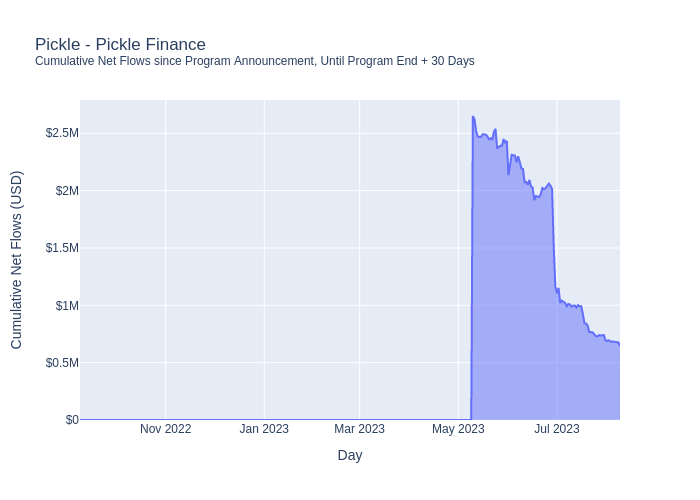 Pickle - Pickle Finance
Cumulative Net Flows since Program Announcement, Until Program End + 30 Days
Cumulative Net Flows (USD)
$2.5M
$2M
$1.5M
$1M
$0.5M
$0
Nov 2022
Jan 2023
Mar 2023
May 2023
Jul 2023
Day